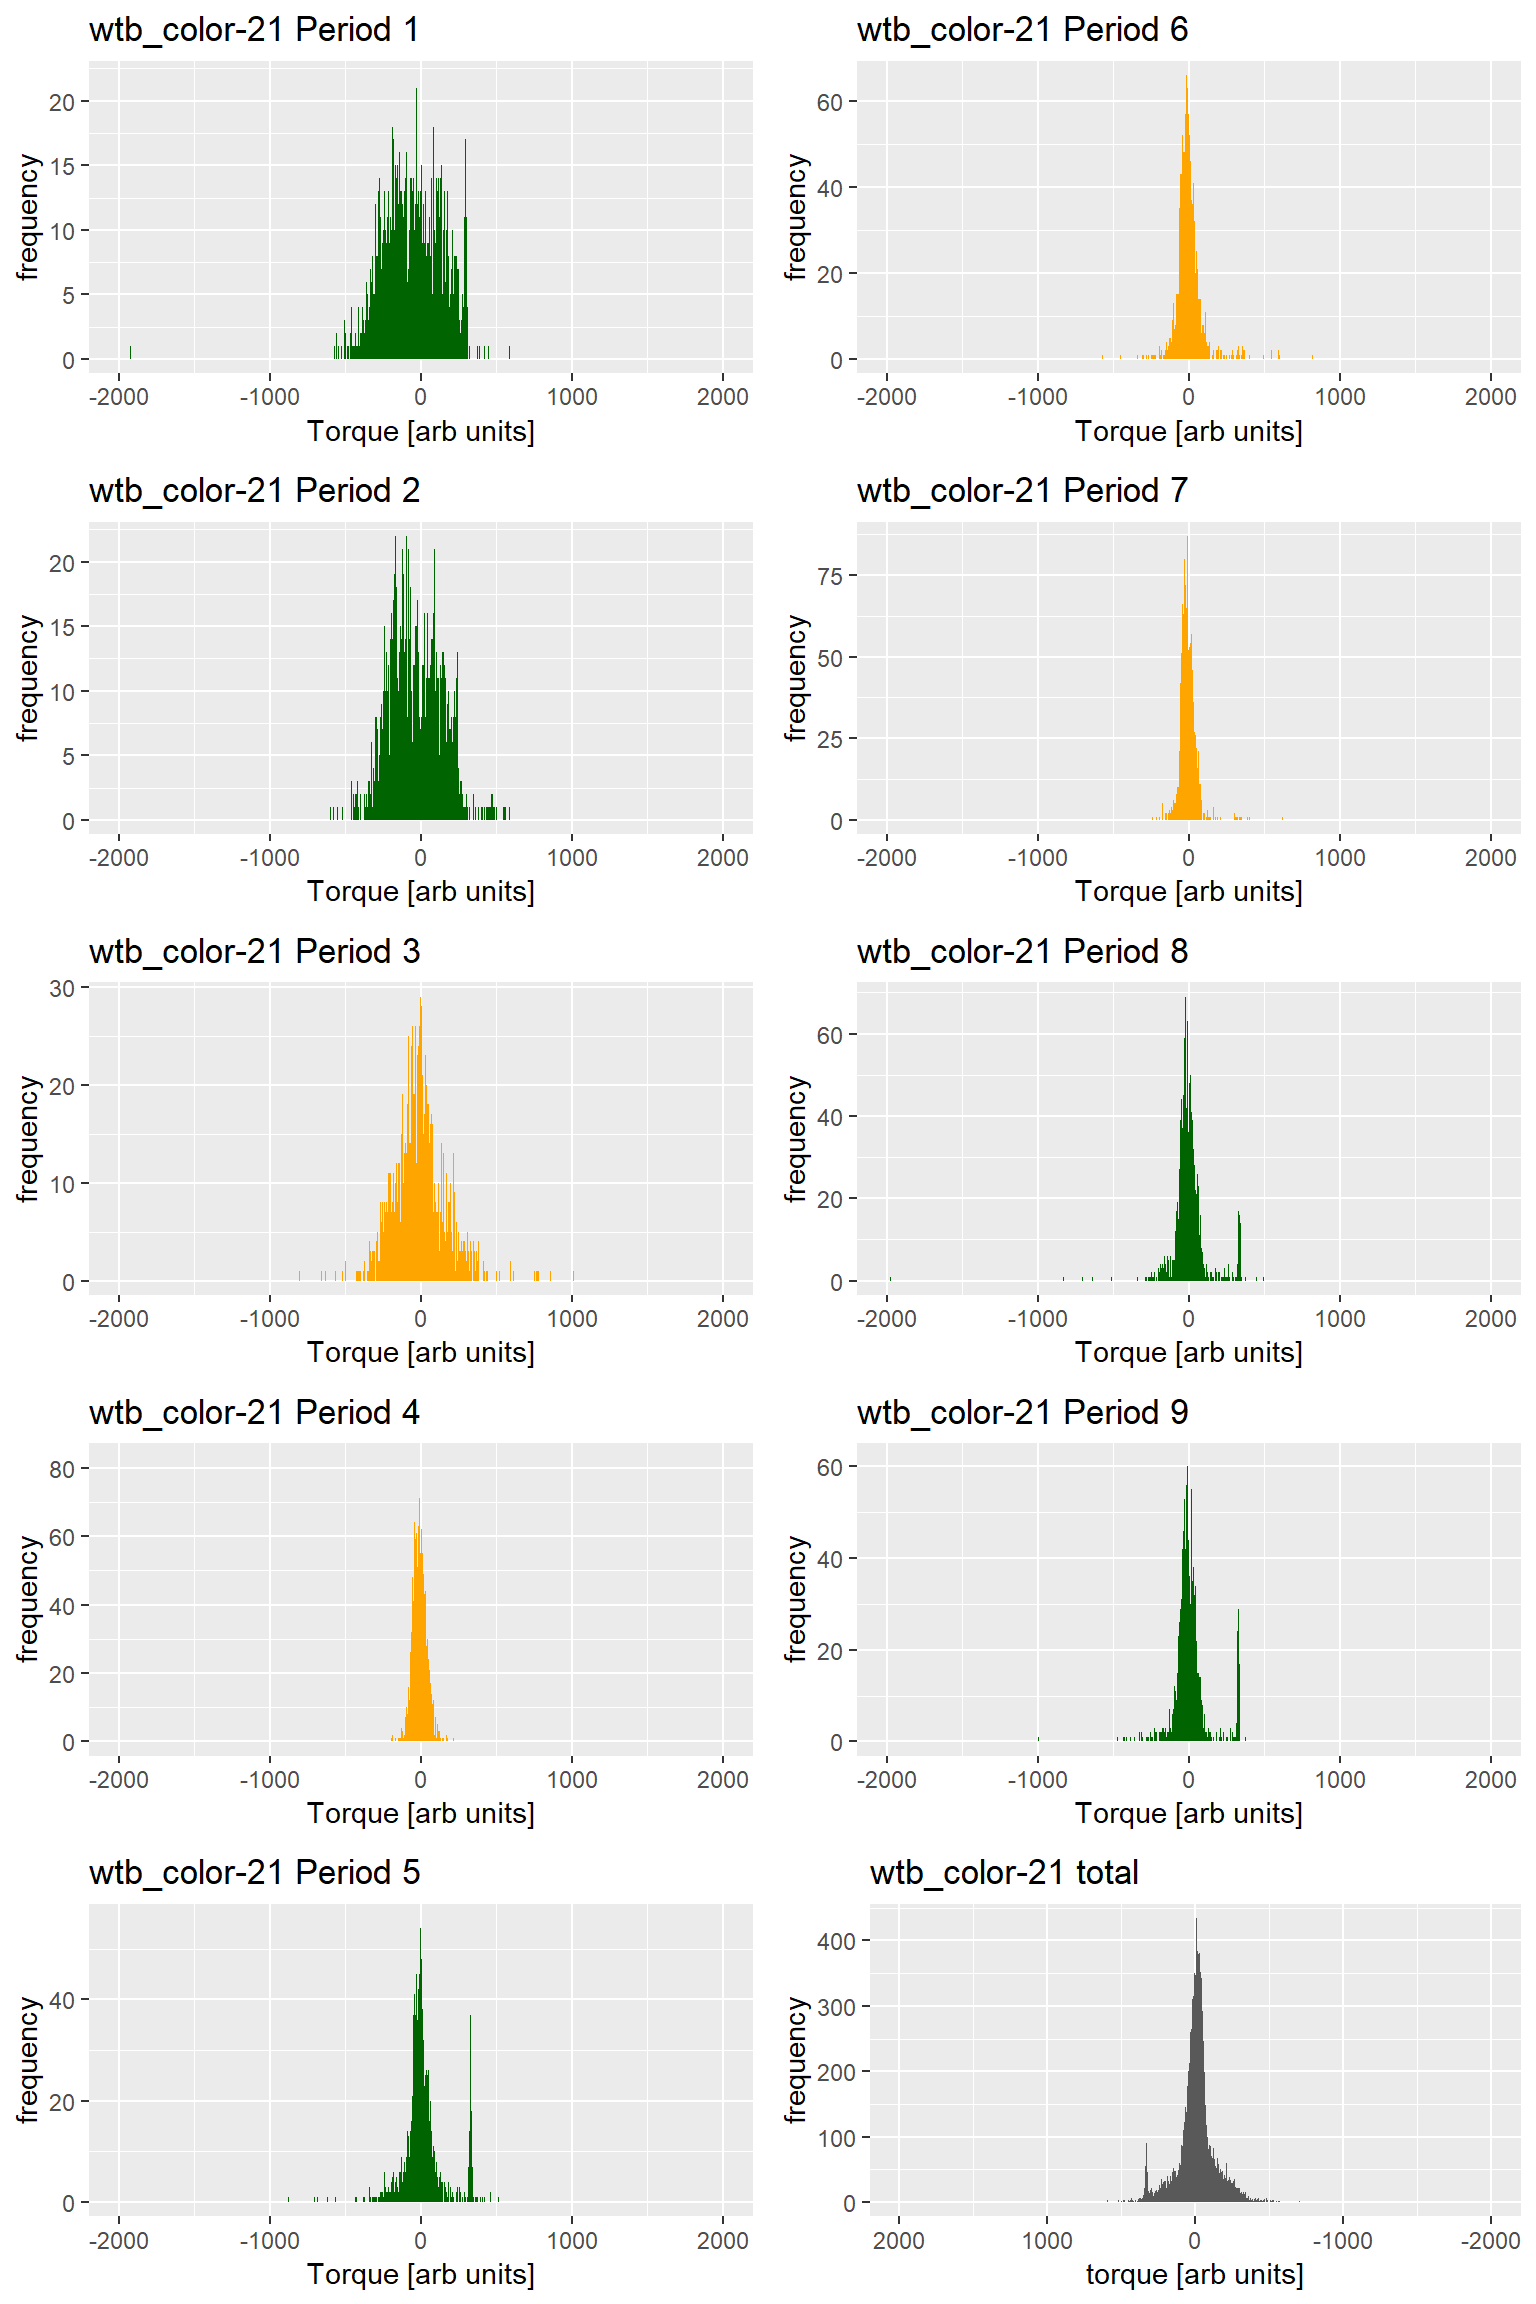 wtb_color-21 Period 1
20
15
10
5
0
frequency
-2000 -1000 0 1000 2000
Torque [arb units]
wtb_color-21 Period 2
20
15
10
5
0
frequency
-2000 -1000 0 1000 2000
Torque [arb units]
wtb_color-21 Period 3
30
20
10
0
frequency
-2000 -1000 0 1000 2000
Torque [arb units]
wtb_color-21 Period 4
80
60
40
20
0
frequency
-2000 -1000 0 1000 2000
Torque [arb units]
wtb_color-21 Period 5
40
20
0
frequency
-2000 -1000 0 1000 2000
Torque [arb units]
wtb_color-21 Period 6
60
40
20
0
frequency
-2000 -1000 0 1000 2000
Torque [arb units]
wtb_color-21 Period 7
75
50
25
0
frequency
-2000 -1000 0 1000 2000
Torque [arb units]
wtb_color-21 Period 8
60
40
20
0
frequency
-2000 -1000 0 1000 2000
Torque [arb units]
wtb_color-21 Period 9
60
40
20
0
frequency
-2000 -1000 0 1000 2000
Torque [arb units]
wtb_color-21 total
400
300
200
100
0
frequency
2000 1000 0 -1000 -2000
torque [arb units]